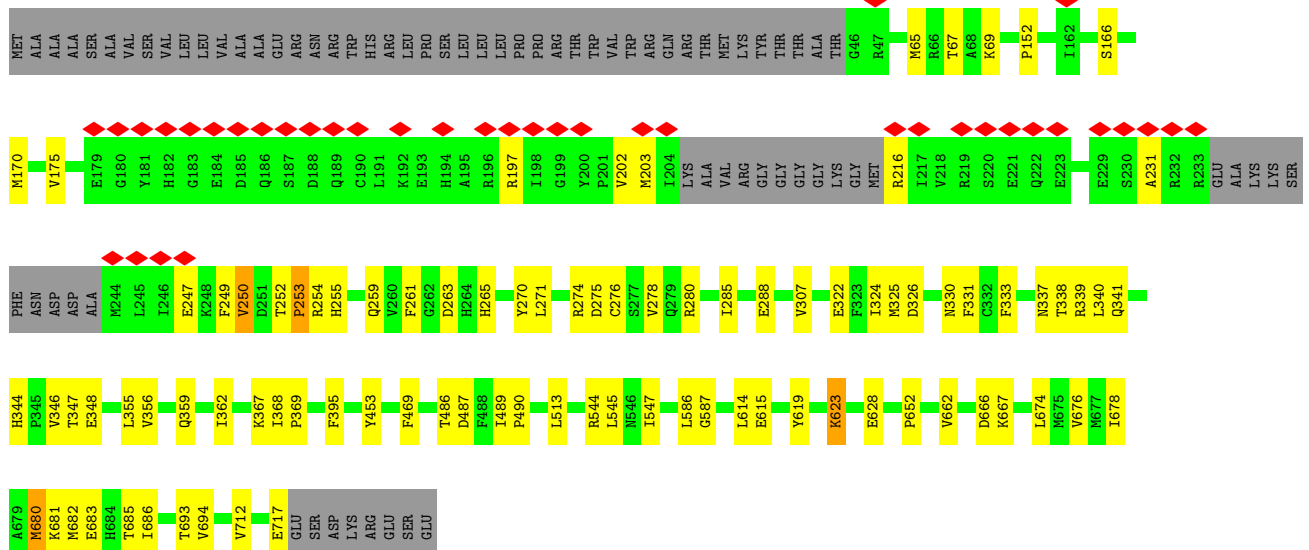 MET ALA ALA ALA SER ALA VAL SER VAL LEU LEU VAL ALA ALA GLU ARG ASN ARG TRP HIS ARG LEU PRO SER LEU LEU LEU PRO PRO ARG THR TRP VAL TRP ARG GLN ARG THR MET LYS TYR THR THR ALA THR G46 R47 M65 R66 T67 A68 K69 P152 I162 S166
M170 V175 E179 G180 Y181 H182 G183 E184 D185 Q186 S187 D188 Q189 C190 L191 K192 E193 H194 A195 R196 R197 I198 G199 Y200 P201 V202 M203 I204 LYS ALA VAL ARG GLY GLY GLY GLY LYS GLY MET R216 I217 V218 R219 S220 E221 Q222 E223 E229 S230 A231 R232 R233 GLU ALA LYS LYS SER
PHE ASN ASP ASP ALA M244 L245 I246 E247 K248 F249 V250 D251 T252 P253 R254 H255 Q259 V260 F261 G262 D263 H264 H265 Y270 L271 R274 D275 C276 S277 V278 Q279 R280 I285 E288 V307 E322 F323 I324 M325 D326 N330 F331 C332 F333 N337 T338 R339 L340 Q341
H344 P345 V346 T347 E348 L355 V356 Q359 I362 K367 I368 P369 F395 Y453 F469 T486 D487 F488 I489 P490 L513 R544 L545 N546 I547 L586 G587 L614 E615 Y619 K623 E628 P652 V662 D666 K667 L674 M675 V676 M677 I678
A679 M680 K681 M682 E683 H684 T685 I686 T693 V694 V712 E717 GLU SER ASP LYS ARG GLU SER GLU